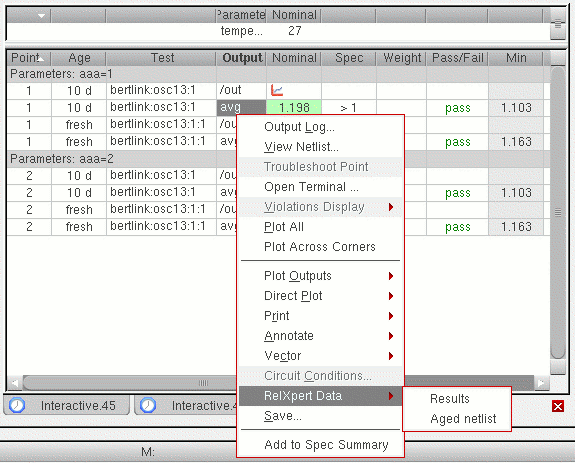 Paramete Nominal
tempe... 27
Point Age Test Output Nominal Spec Weight Pass/Fail Min
Parameters: aaa=1
1 10 d bertlink:osc13:1 /out
1 10 d bertlink:osc13:1 avg 1.198 > 1 pass 1.103
1 fresh bertlink:osc13:1:1 /ou
1 fresh bertlink:osc13:1:1 avg pass 1.163
Parameters: aaa=2
2 10 d bertlink:osc13:1 /ou
2 10 d bertlink:osc13:1 avg pass 1.103
2 fresh bertlink:osc13:1:1 /ou
2 fresh bertlink:osc13:1:1 avg pass 1.163
Output Log...
View Netlist...
Troubleshoot Point
Open Terminal ...
Violations Display
Plot All
Plot Across Corners
Plot Outputs
Direct Plot
Print
Annotate
Vector
Circuit Conditions...
RelXpert Data
Results
Aged netlist
Save...
Add to Spec Summary
Interactive.45 Interactive.4
M: